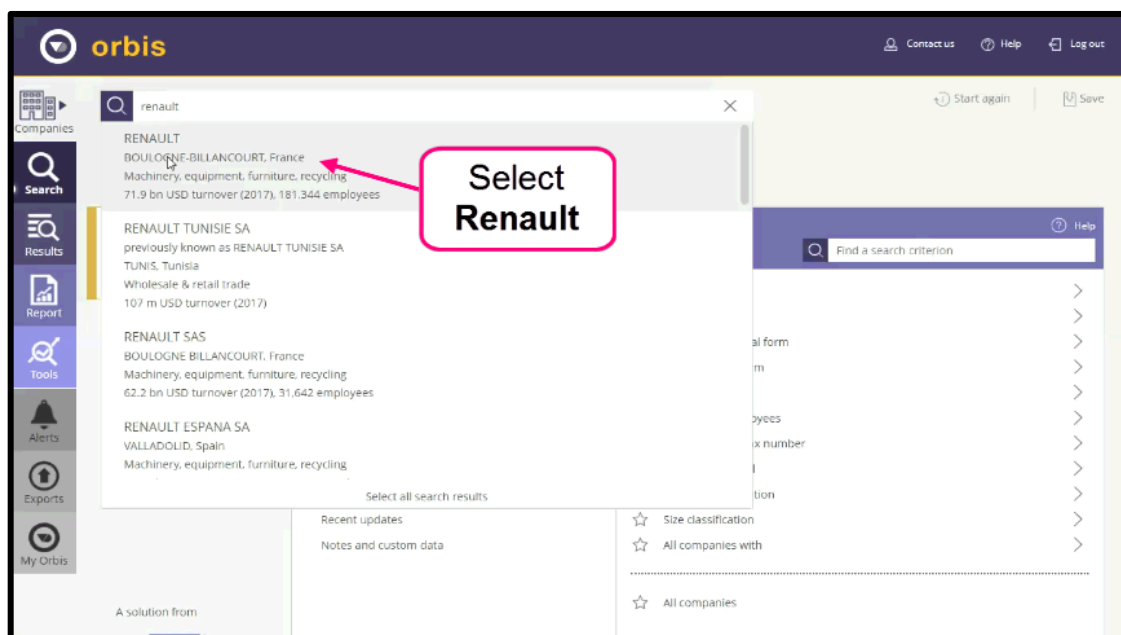 orbis
Contact us
Help
Log out
Companies
renault
Start again
Save
RENAULT
BOULOGNE-BILLANCOURT, France
Machinery, equipment, furniture, recycling
71.9 bn USD turnover (2017), 181.344 employees
Select
Renault
Search
RENAULT TUNISIE SA
previously known as RENAULT TUNISIE SA
TUNIS, Tunisia
Wholesale & retail trade
107 m USD turnover (2017)
Help
Find a search criterion
Results
Report
RENAULT SAS
BOULOGNE BILLANCOURT, France
Machinery, equipment, furniture, recycling
62.2 bn USD turnover (2017), 31,642 employees
al form
m
Tools
RENAULT ESPANA SA
VALLADOLID, Spain
Machinery, equipment, furniture, recycling
oyees
x number
l
tion
Alerts
Select all search results
Exports
Recent updates
Size classification
Notes and custom data
All companies with
My Orbis
A solution from
All companies